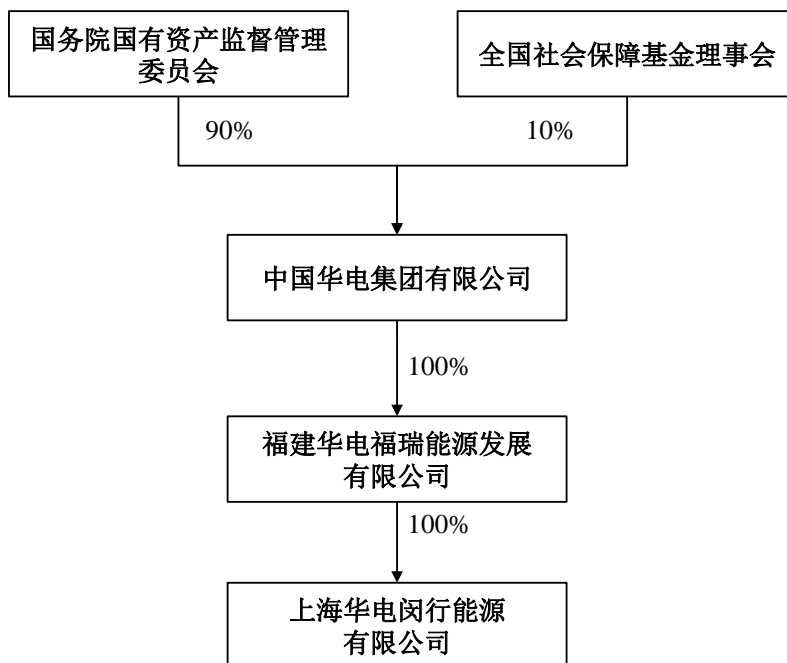 国务院国有资产监督管理
委员会
全国社会保障基金理事会
90%
10%
中国华电集团有限公司
100%
福建华电福瑞能源发展
有限公司
100%
上海华电闵行能源
有限公司